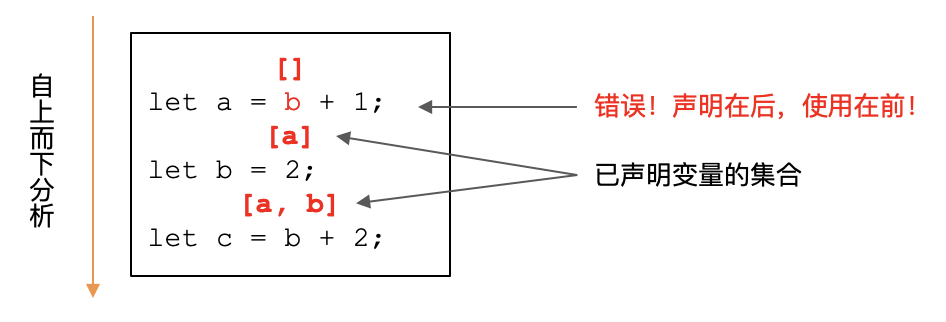 自上而下分析
[]
let a = b + 1;
错误！声明在后，使用在前！
[a]
let b = 2;
已声明变量的集合
[a, b]
let c = b + 2;